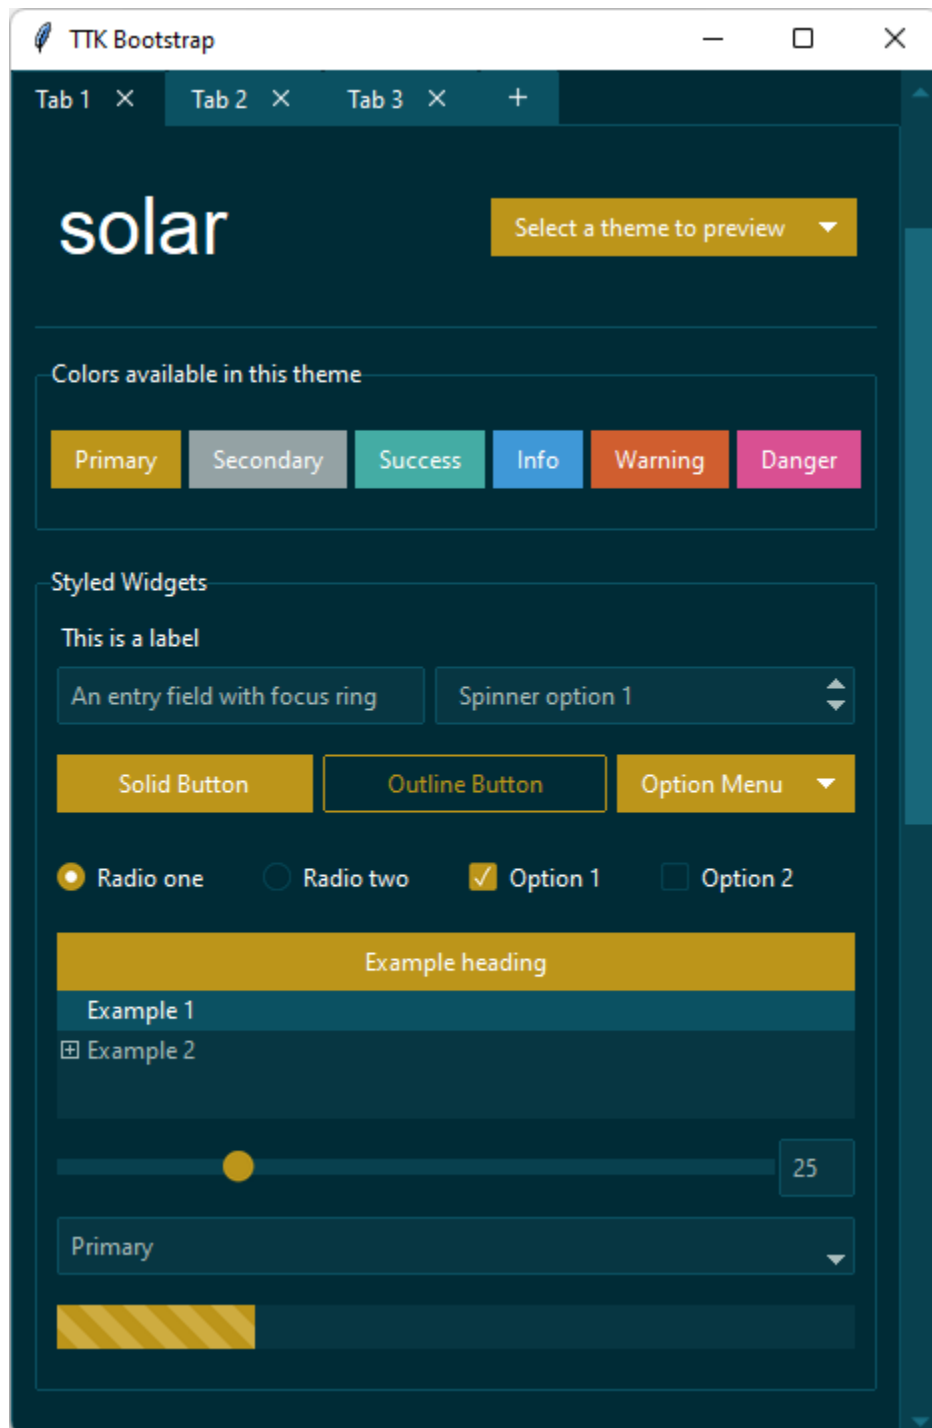 TTK Bootstrap
Tab 1 Tab 2 Tab 3 +
solar
Select a theme to preview
Colors available in this theme
Primary Secondary Success Info Warning Danger
Styled Widgets
This is a label
An entry field with focus ring Spinner option 1
Solid Button Outline Button Option Menu
Radio one Radio two Option 1 Option 2
Example heading
Example 1
Example 2
25
Primary